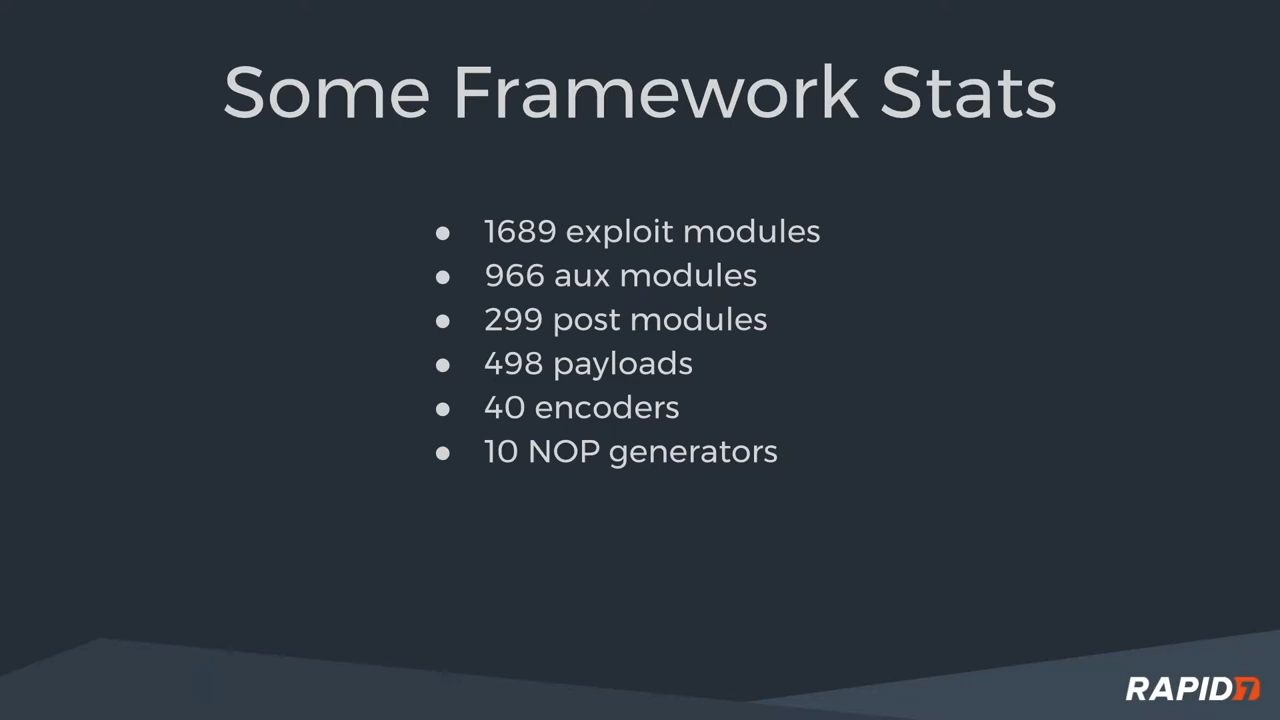 Some Framework Stats
● 1689 exploit modules
● 966 aux modules
● 299 post modules
● 498 payloads
● 40 encoders
● 10 NOP generators
RAPID7